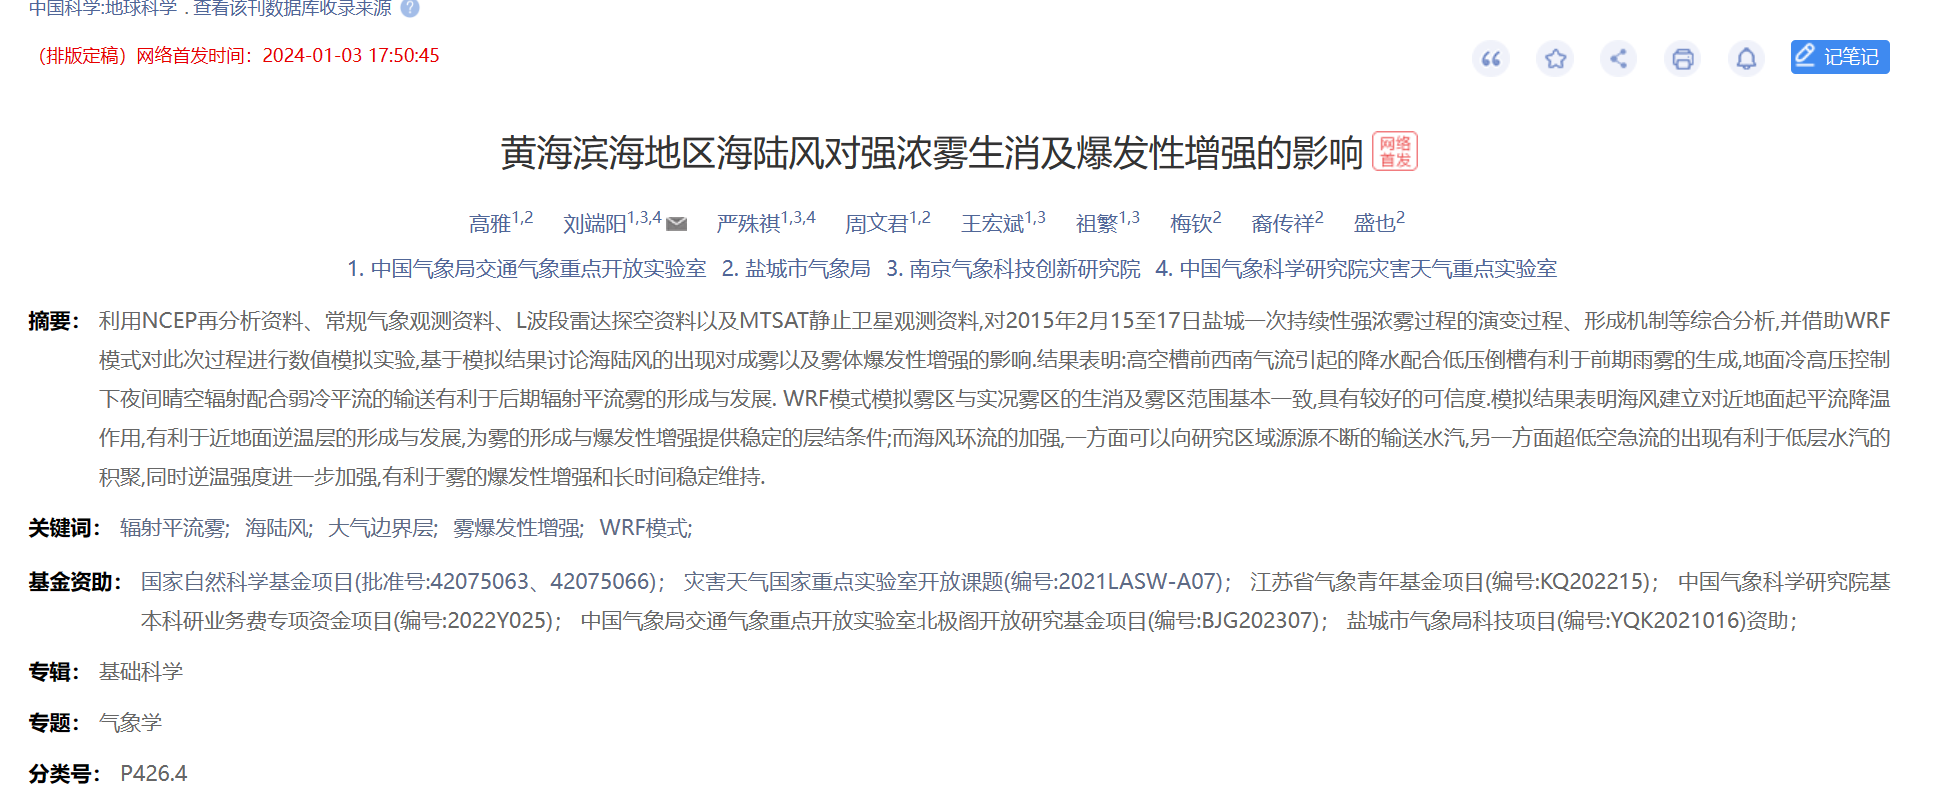 中国科学:地球科学 . 查看该刊数据库收录来源 ?
（排版定稿）网络首发时间：2024-01-03 17:50:45
记笔记
黄海滨海地区海陆风对强浓雾生消及爆发性增强的影响 网络首发
高雅1,2 刘端阳1,3,4 严殊祺1,3,4 周文君1,2 王宏斌1,3 祖繁1,3 梅钦2 裔传祥2 盛也2
1. 中国气象局交通气象重点开放实验室 2. 盐城市气象局 3. 南京气象科技创新研究院 4. 中国气象科学研究院灾害天气重点实验室
摘要： 利用NCEP再分析资料、常规气象观测资料、L波段雷达探空资料以及MTSAT静止卫星观测资料,对2015年2月15至17日盐城一次持续性强浓雾过程的演变过程、形成机制等综合分析,并借助WRF
模式对此次过程进行数值模拟实验,基于模拟结果讨论海陆风的出现对成雾以及雾体爆发性增强的影响.结果表明:高空槽前西南气流引起的降水配合低压倒槽有利于前期雨雾的生成,地面冷高压控制
下夜间晴空辐射配合弱冷平流的输送有利于后期辐射平流雾的形成与发展. WRF模式模拟雾区与实况雾区的生消及雾区范围基本一致,具有较好的可信度.模拟结果表明海风建立对近地面起平流降温
作用,有利于近地面逆温层的形成与发展,为雾的形成与爆发性增强提供稳定的层结条件;而海风环流的加强,一方面可以向研究区域源源不断的输送水汽,另一方面超低空急流的出现有利于低层水汽的
积聚,同时逆温强度进一步加强,有利于雾的爆发性增强和长时间稳定维持.
关键词： 辐射平流雾; 海陆风; 大气边界层; 雾爆发性增强; WRF模式;
基金资助： 国家自然科学基金项目(批准号:42075063、42075066)； 灾害天气国家重点实验室开放课题(编号:2021LASW-A07)； 江苏省气象青年基金项目(编号:KQ202215)； 中国气象科学研究院基
本科研业务费专项资金项目(编号:2022Y025)； 中国气象局交通气象重点开放实验室北极阁开放研究基金项目(编号:BJG202307)； 盐城市气象局科技项目(编号:YQK2021016)资助；
专辑： 基础科学
专题： 气象学
分类号： P426.4